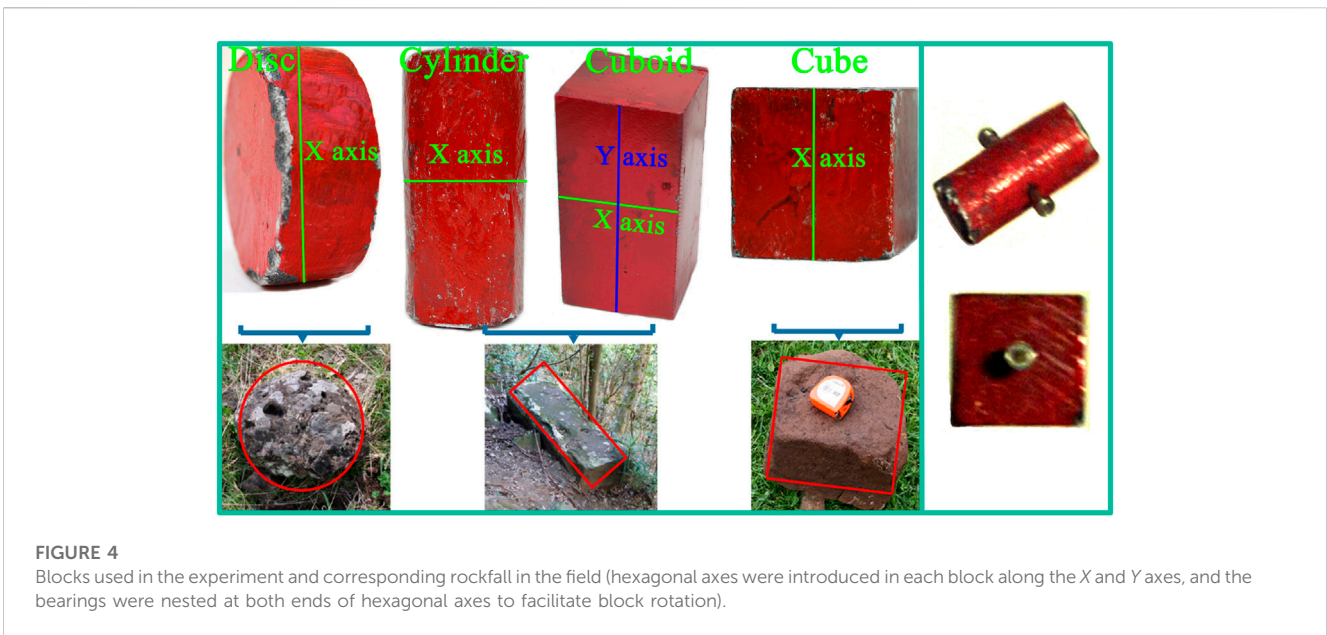 Disc Cylinder Cuboid Cube
X axis X axis Y axis X axis
X axis
FIGURE 4
Blocks used in the experiment and corresponding rockfall in the field (hexagonal axes were introduced in each block along the X and Y axes, and the
bearings were nested at both ends of hexagonal axes to facilitate block rotation).